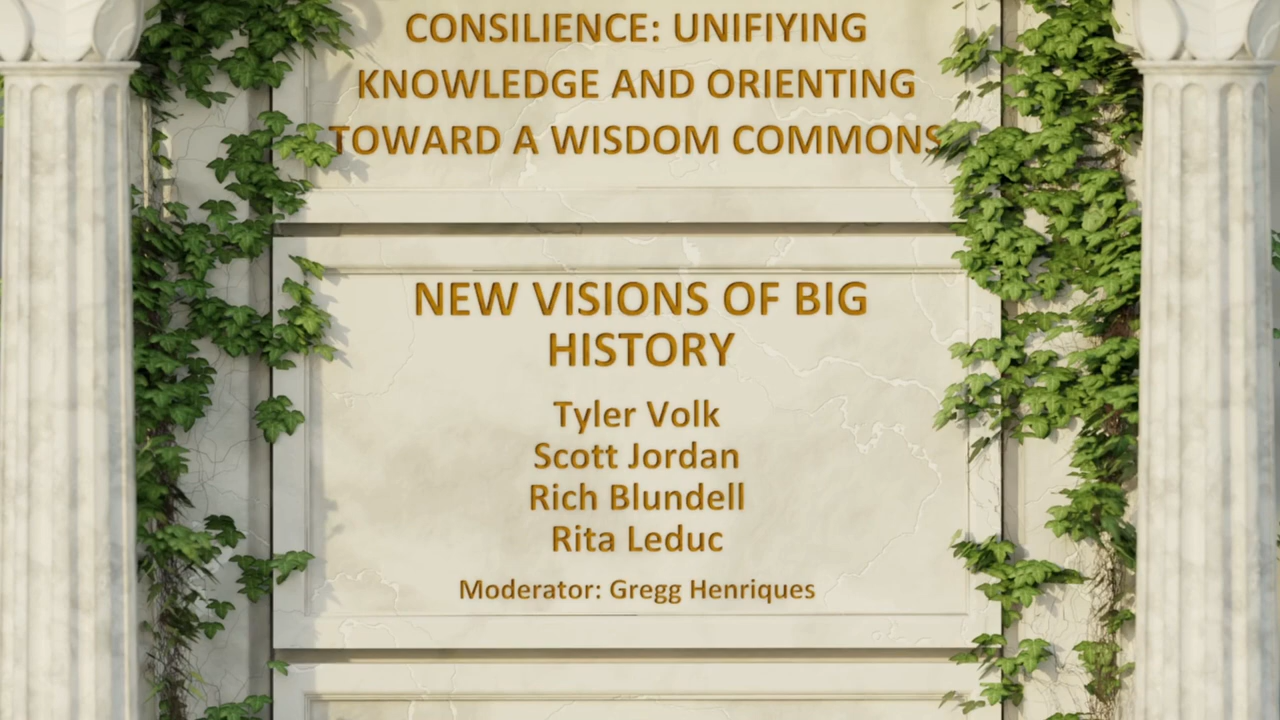 CONSILIENCE: UNIFIYING
KNOWLEDGE AND ORIENTING
TOWARD A WISDOM COMMONS
NEW VISIONS OF BIG
HISTORY
Tyler Volk
Scott Jordan
Rich Blundell
Rita Leduc
Moderator: Gregg Henriques